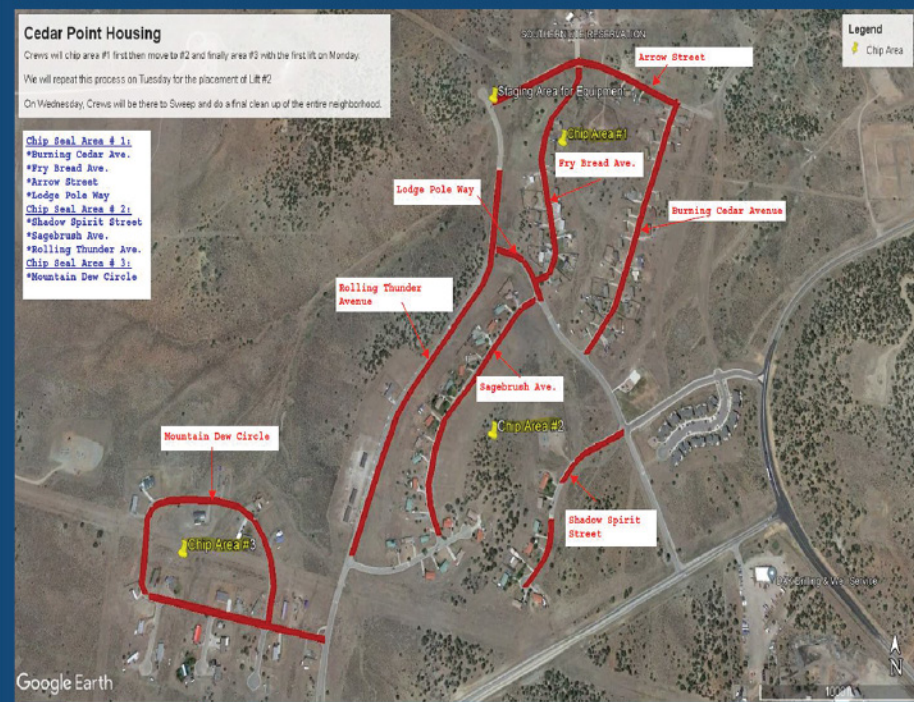 Cedar Point Housing
Crews will chip area #1 first then move to #2 and finally area #3 with the first lift on Monday.
We will repeat this process on Tuesday for the placement of Lift #2
On Wednesday, Crews will be there to Sweep and do a final clean up of the entire neighborhood.
Legend
Chip Area
SOUTHERN UTE RESERVATION
Arrow Street
Staging Area for Equipment
Chip Area #1
Chip Seal Area # 1:
*Burning Cedar Ave.
*Fry Bread Ave.
*Arrow Street
*Lodge Pole Way
Chip Seal Area # 2:
*Shadow Spirit Street
*Sagebrush Ave.
*Rolling Thunder Ave.
Chip Seal Area # 3:
*Mountain Dew Circle
Fry Bread Ave.
Lodge Pole Way
Burning Cedar Avenue
Rolling Thunder
Avenue
Sagebrush Ave.
Chip Area #2
Mountain Dew Circle
Shadow Spirit
Street
Chip Area #3
Drilling & Well Service
Google Earth
N